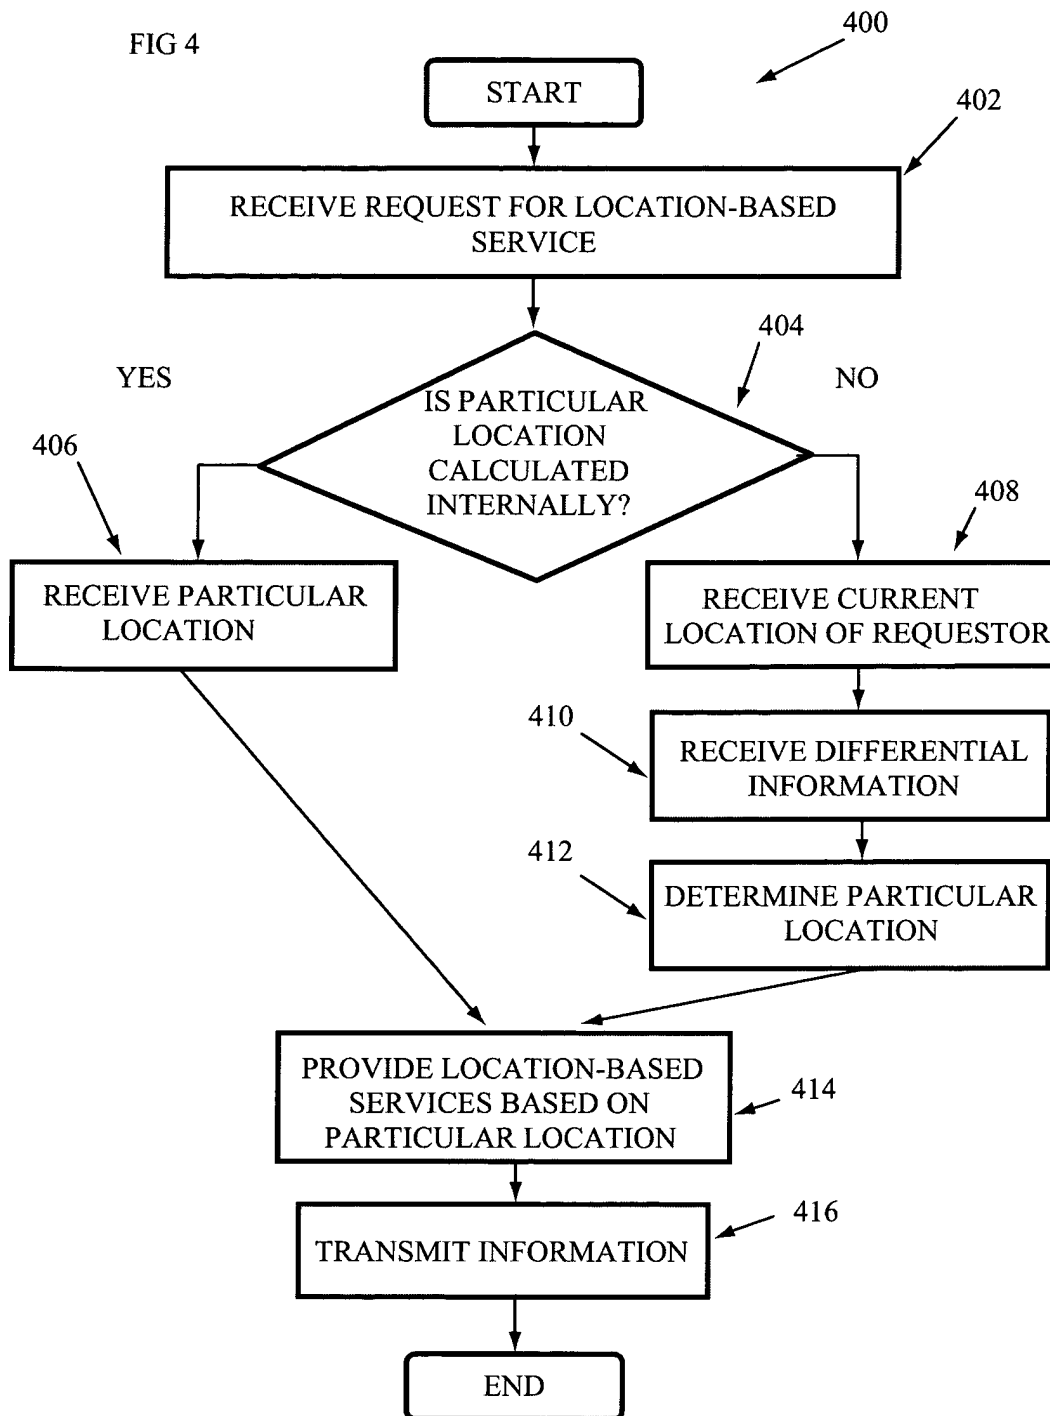 FIG 4
400
START
402
RECEIVE REQUEST FOR LOCATION-BASED
SERVICE
404
YES
NO
IS PARTICULAR
LOCATION
CALCULATED
INTERNALLY?
406
408
RECEIVE PARTICULAR
LOCATION
RECEIVE CURRENT
LOCATION OF REQUESTOR
410
RECEIVE DIFFERENTIAL
INFORMATION
412
DETERMINE PARTICULAR
LOCATION
PROVIDE LOCATION-BASED
SERVICES BASED ON
PARTICULAR LOCATION
414
416
TRANSMIT INFORMATION
END